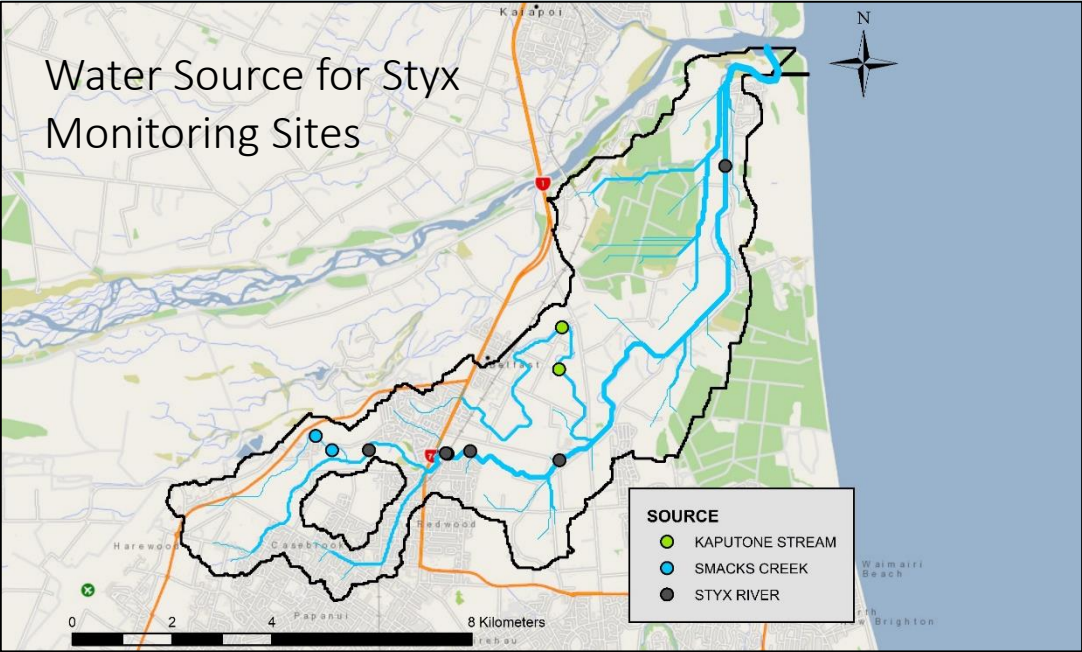 Kaiapoi
N
Water Source for Styx
Monitoring Sites
1
Belfast
7
Redwood
Harewood
Casebrook
SOURCE
KAPUTONE STREAM
SMACKS CREEK
STYX RIVER
Waimairi
Beach
New Brighton
Papanui
0 2 4 8 Kilometers